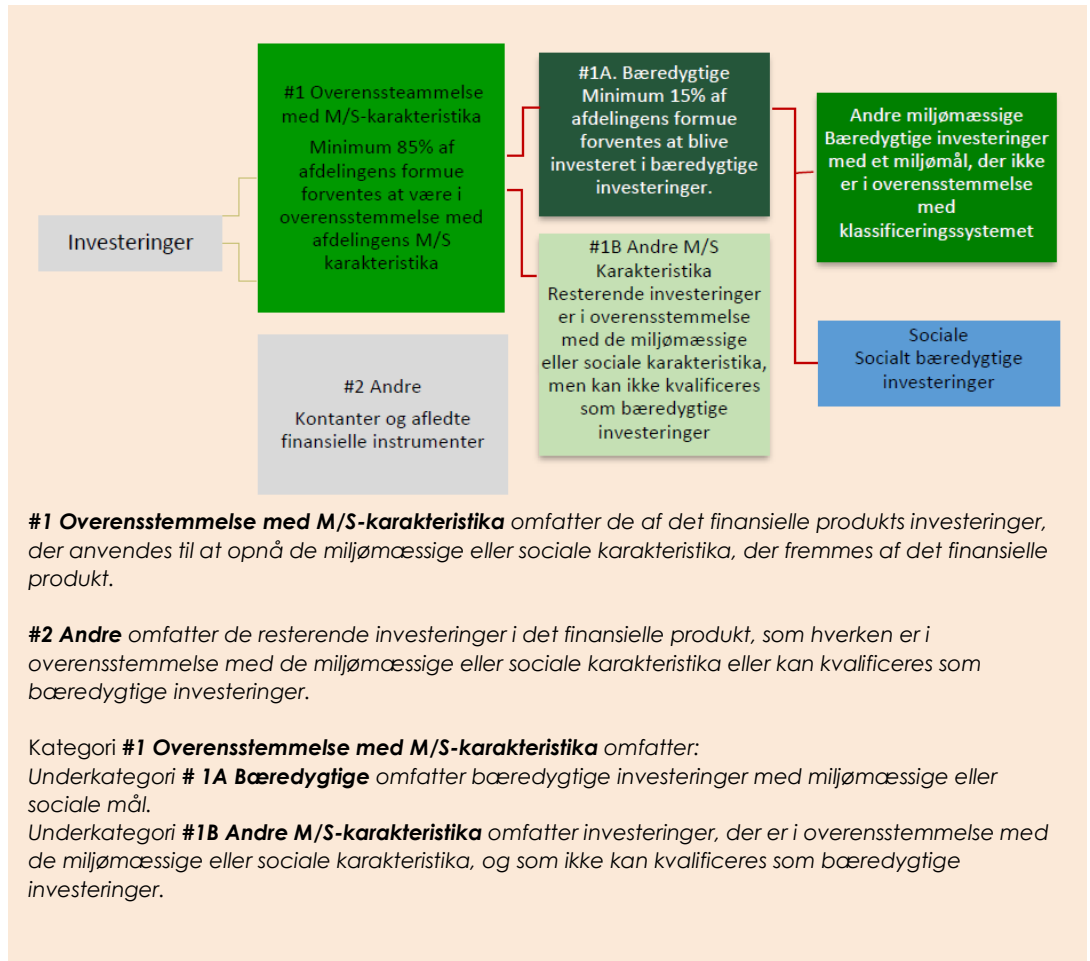 Investeringer
#1 Overenssteammelse
med M/S-karakteristika
Minimum 85% af
afdelingens formue
forventes at være i
overensstemmelse med
afdelingens M/S
karakteristika
#2 Andre
Kontanter og afledte
finansielle instrumenter
#1A. Bæredygtige
Minimum 15% af
afdelingens formue
forventes at blive
investeret i bæredygtige
investeringer.
#1B Andre M/S
Karakteristika
Resterende investeringer
er i overensstemmelse
med de miljømæssige
eller sociale karakteristika,
men kan ikke kvalificeres
som bæredygtige
investeringer
Andre miljømæssige
Bæredygtige investeringer
med et miljømål, der ikke
er i overensstemmelse
med
klassificeringssystemet
Sociale
Socialt bæredygtige
investeringer
#1 Overensstemmelse med M/S-karakteristika omfatter de af det finansielle produkts investeringer,
der anvendes til at opnå de miljømæssige eller sociale karakteristika, der fremmes af det finansielle
produkt.
#2 Andre omfatter de resterende investeringer i det finansielle produkt, som hverken er i
overensstemmelse med de miljømæssige eller sociale karakteristika eller kan kvalificeres som
bæredygtige investeringer.
Kategori #1 Overensstemmelse med M/S-karakteristika omfatter:
Underkategori # 1A Bæredygtige omfatter bæredygtige investeringer med miljømæssige eller
sociale mål.
Underkategori #1B Andre M/S-karakteristika omfatter investeringer, der er i overensstemmelse med
de miljømæssige eller sociale karakteristika, og som ikke kan kvalificeres som bæredygtige
investeringer.